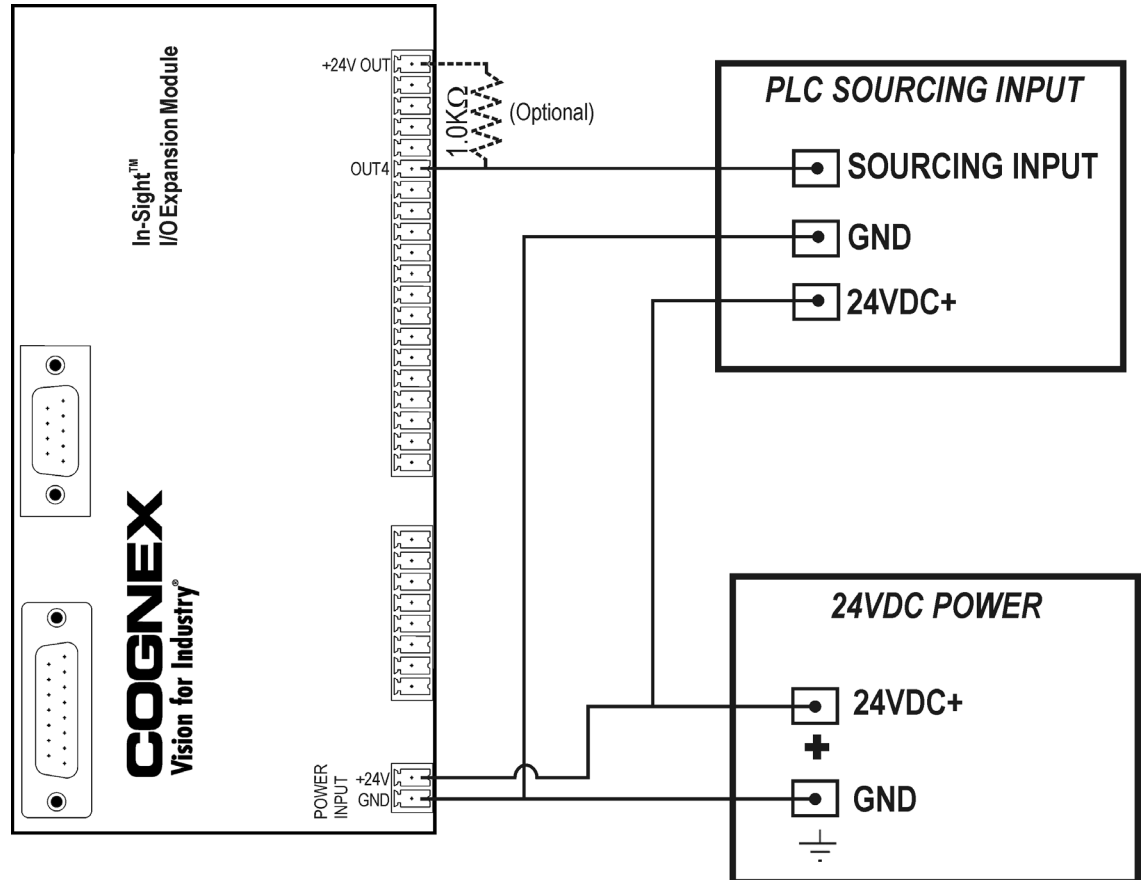 In-Sight™
I/O Expansion Module
+24V OUT
1.0KΩ
(Optional)
OUT4
PLC SOURCING INPUT
SOURCING INPUT
GND
24VDC+
COGNEX
Vision for Industry®
POWER
INPUT
+24V
GND
24VDC POWER
24VDC+
+
GND